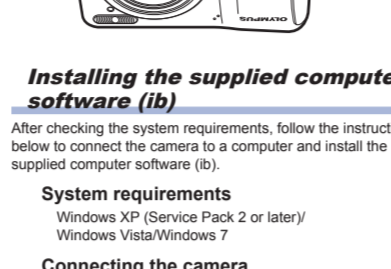 OLYMPUS
Installing the supplied compute
software (ib)
After checking the system requirements, follow the instruct
below to connect the camera to a computer and install the
supplied computer software (ib).
System requirements
Windows XP (Service Pack 2 or later)/
Windows Vista/Windows 7
Connecting the camera